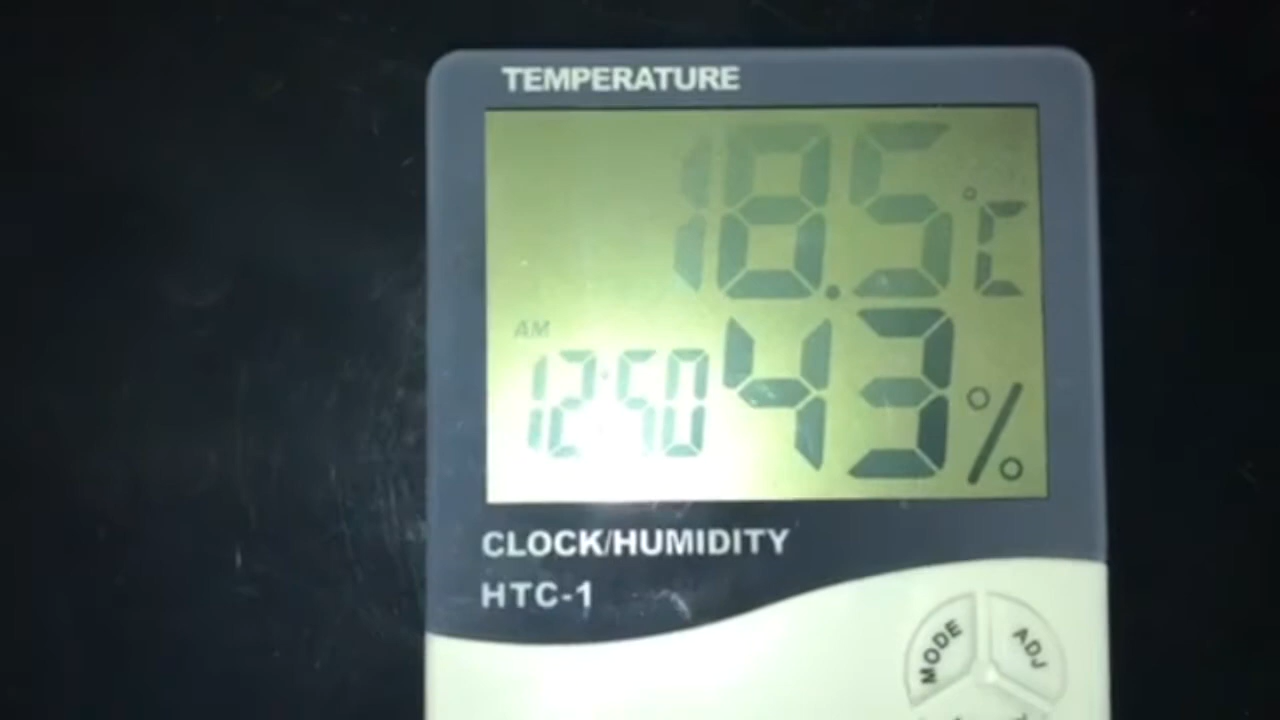 TEMPERATURE
18.5°C
AM
12:50
43%
CLOCK/HUMIDITY
HTC-1
MODE
ADJ